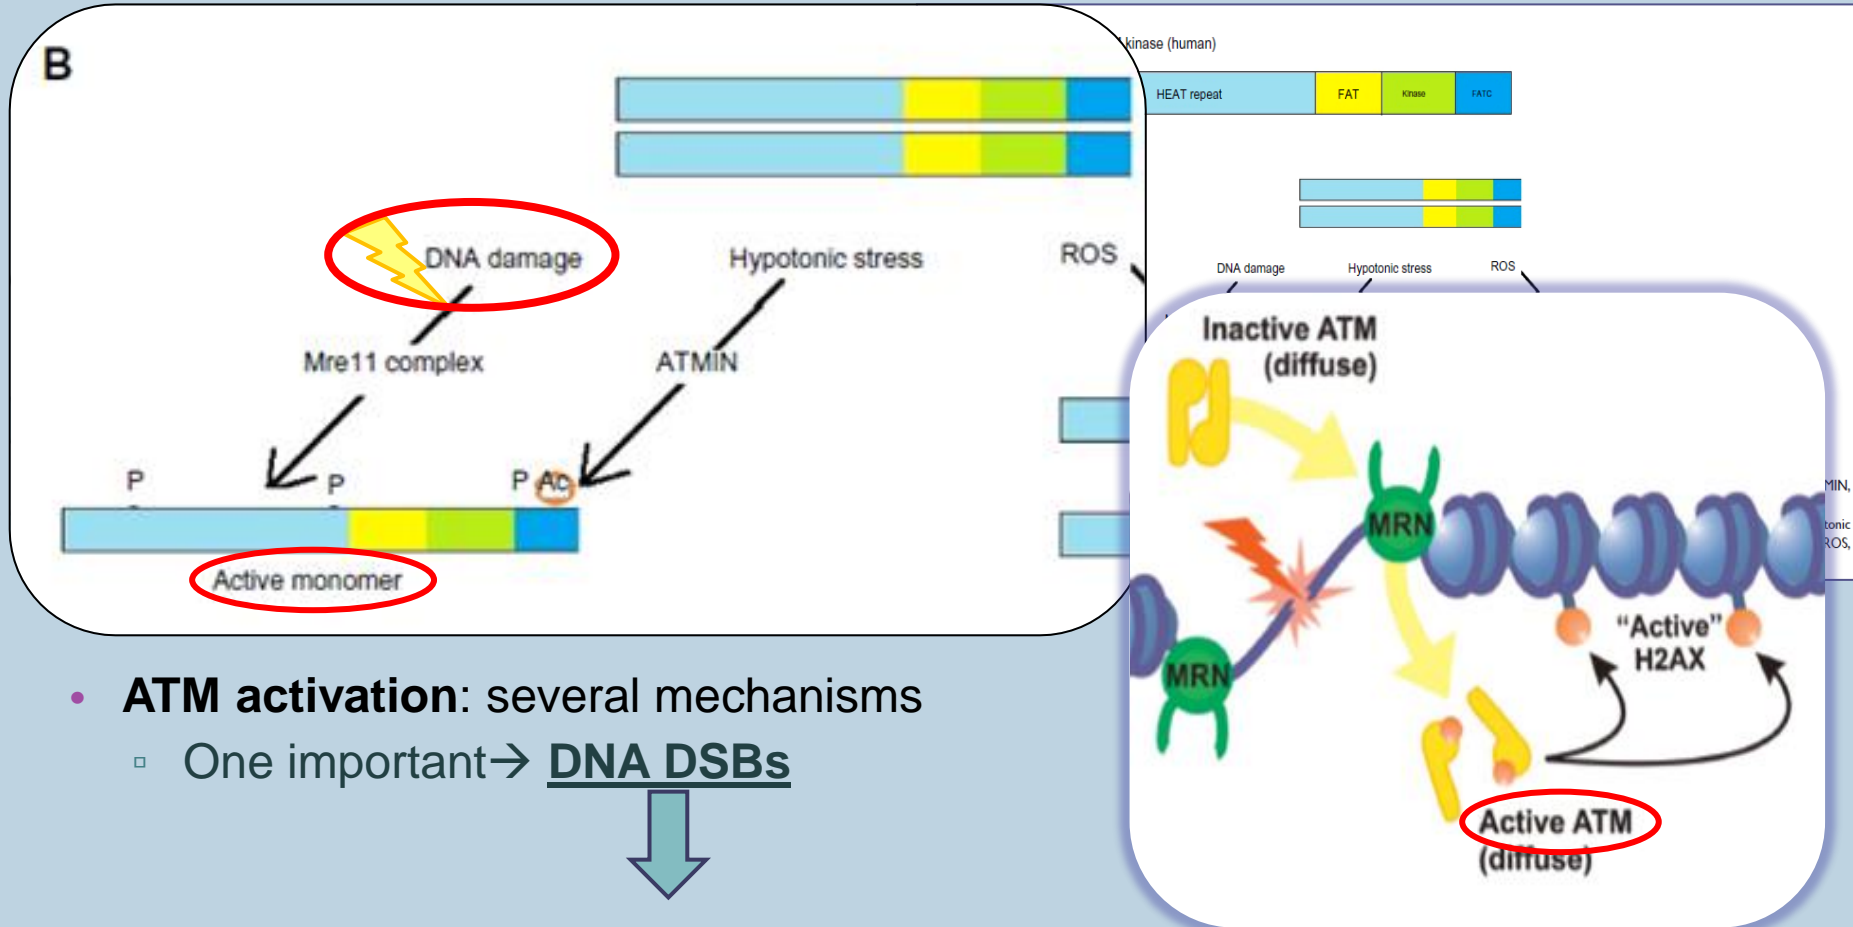 B
DNA damage
Hypotonic stress
ROS
Mre11 complex
ATMIN
P
P
P Ac
Active monomer
kinase (human)
HEAT repeat
FAT
Kinase
FATC
DNA damage
Hypotonic stress
ROS
MIN,
tonic
ROS,
Inactive ATM
(diffuse)
MRN
MRN
“Active”
H2AX
Active ATM
(diffuse)
• ATM activation: several mechanisms
▫ One important→ DNA DSBs